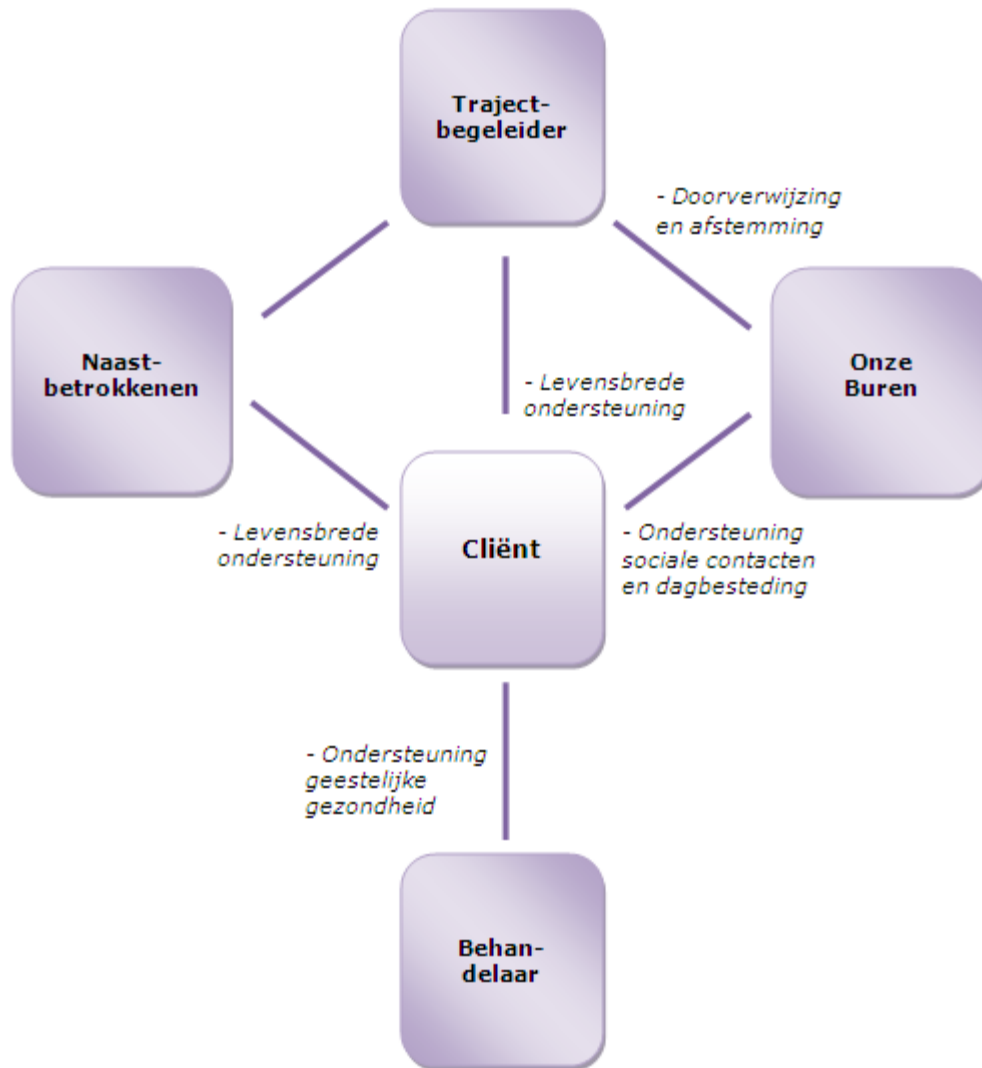 Traject-
begeleider
- Doorverwijzing
en afstemming
Naast-
betrokkenen
Onze
Buren
- Levensbrede
ondersteuning
- Levensbrede
ondersteuning
Cliënt
- Ondersteuning
sociale contacten
en dagbesteding
- Ondersteuning
geestelijke
gezondheid
Behan-
delaar